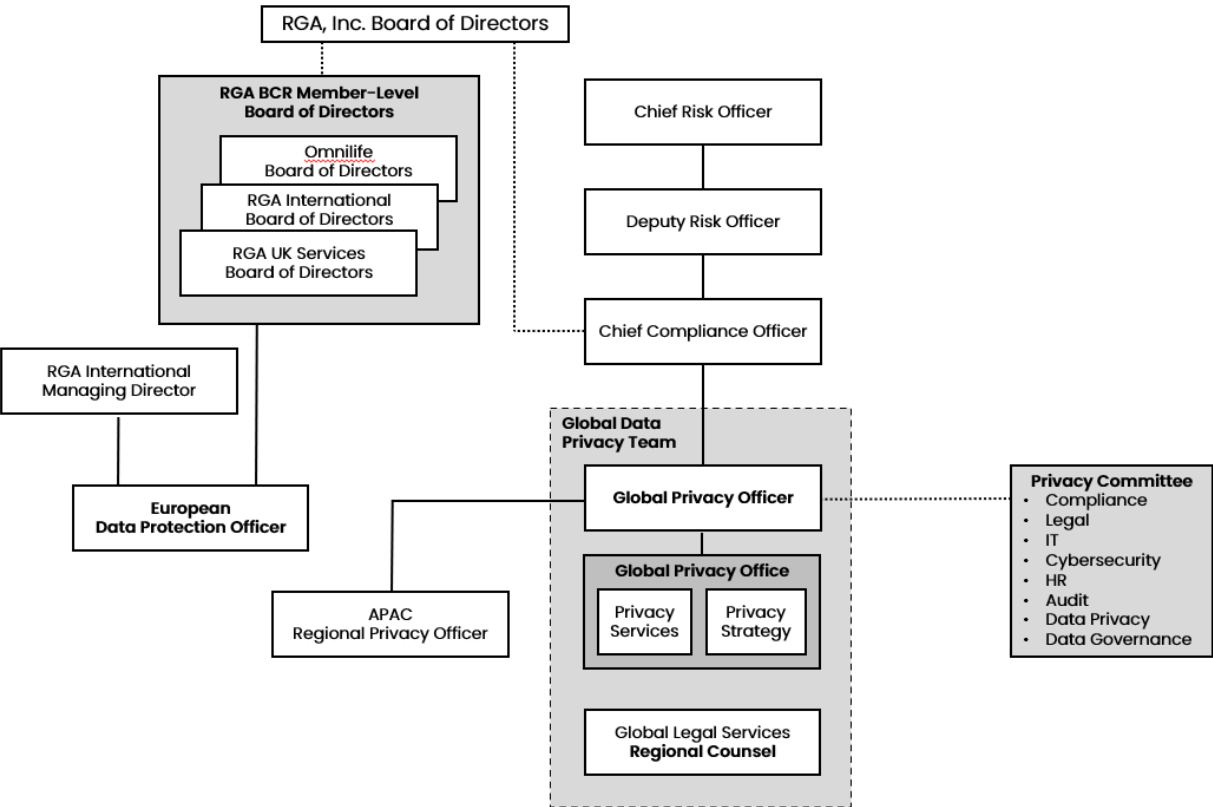 RGA, Inc. Board of Directors
RGA BCR Member-Level
Board of Directors
Omnilife
Board of Directors
RGA International
Board of Directors
RGA UK Services
Board of Directors
Chief Risk Officer
Deputy Risk Officer
Chief Compliance Officer
RGA International
Managing Director
European
Data Protection Officer
Global Data
Privacy Team
Global Privacy Officer
Global Privacy Office
Privacy
Services
Privacy
Strategy
APAC
Regional Privacy Officer
Global Legal Services
Regional Counsel
Privacy Committee
• Compliance
• Legal
• IT
• Cybersecurity
• HR
• Audit
• Data Privacy
• Data Governance